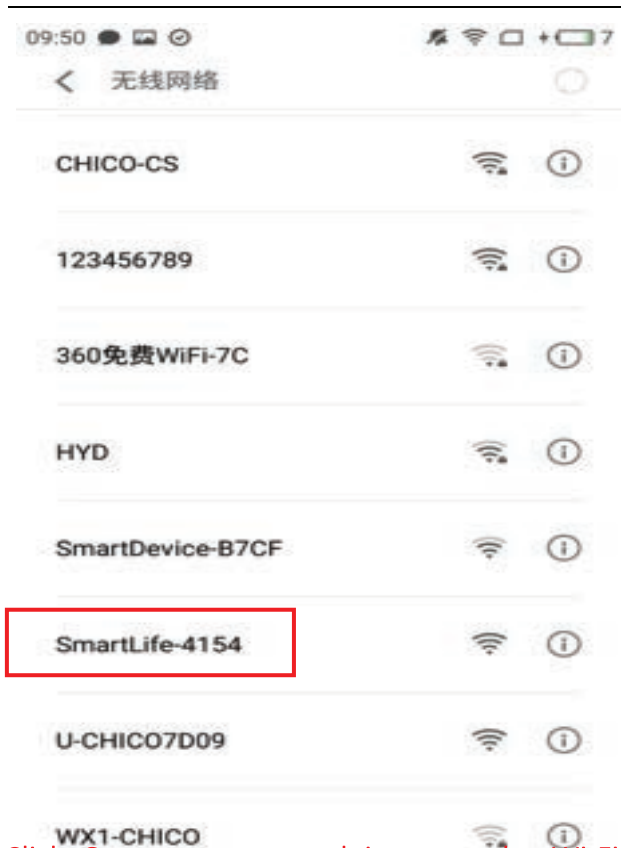 09:50 7
无线网络
CHICO-CS
123456789
360免费WiFi-7C
HYD
SmartDevice-B7CF
SmartLife-4154
U-CHICO7D09
WX1-CHICO